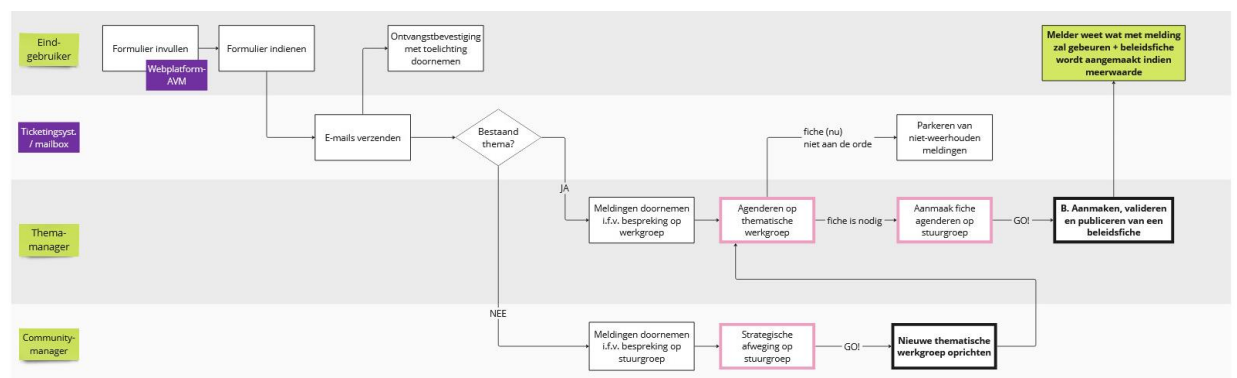 Eind-
gebruiker
Formulier invullen
Webplatform-
AVM
Formulier indienen
Ontvangstbevestiging
met toelichting
doornemen
Melder weet wat met melding
zal gebeuren + beleidsfiche
wordt aangemaakt indien
meerwaarde
Ticketingsyst.
/ mailbox
E-mails verzenden
Bestaand
thema?
fiche (nu)
niet aan de orde
Parkeren van
niet-weerhouden
meldingen
JA
Thema-
manager
Meldingen doornemen
i.f.v. bespreking op
werkgroep
Agenderen op
thematische
werkgroep
fiche is nodig
Aanmaak fiche
agenderen op
stuurgroep
GO!
B. Aanmaken, valideren
en publiceren van een
beleidsfiche
NEE
Community-
manager
Meldingen doornemen
i.f.v. bespreking op
stuurgroep
Strategische
afweging op
stuurgroep
GO!
Nieuwe thematische
werkgroep oprichten